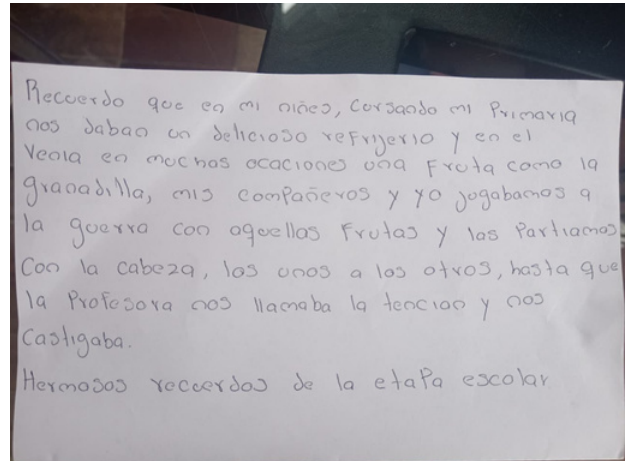 Recuerdo que en mi niñes, Cursando mi Primaria
nos daban un delicioso refrijerio y en el
Venia en muchos ocaciones una Fruta como la
granadilla, mis compañeros y yo jugabamos a
la guerra con aquellas Frutas y las Partiamos
Con la cabeza, los unos a los otros, hasta que
la Profesora nos llamaba la tencion y nos
Castigaba.
Hermosos recuerdos de la etapa escolar